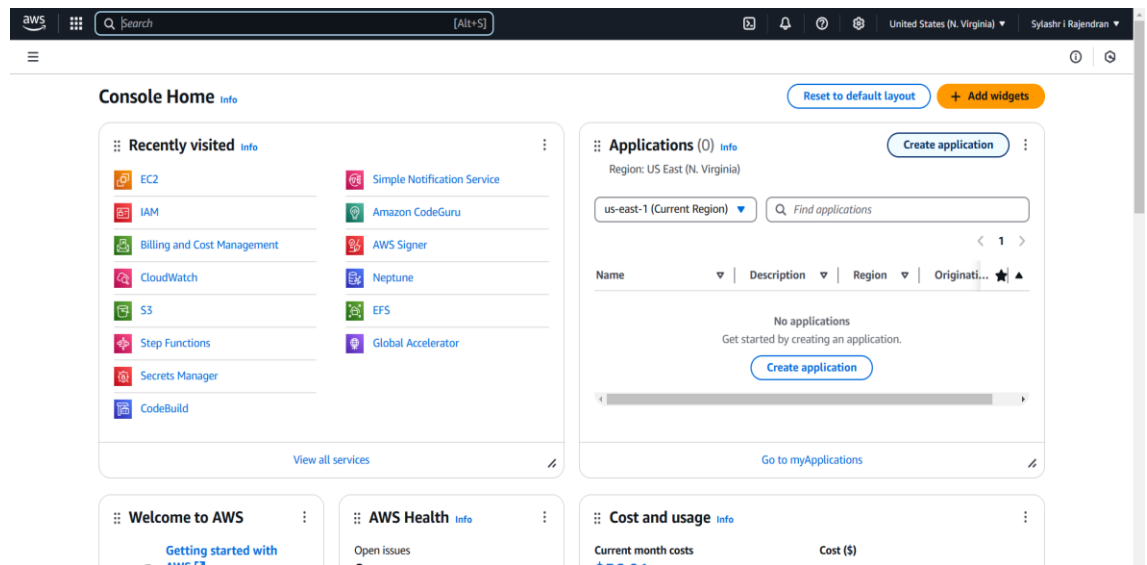 aws
Search [Alt+S]
United States (N. Virginia) ▼
Sylashr i Rajendran ▼
Console Home Info
Reset to default layout
+ Add widgets
Recently visited Info
EC2
IAM
Billing and Cost Management
CloudWatch
S3
Step Functions
Secrets Manager
CodeBuild
Simple Notification Service
Amazon CodeGuru
AWS Signer
Neptune
EFS
Global Accelerator
View all services
Applications (0) Info
Create application
Region: US East (N. Virginia)
us-east-1 (Current Region) ▼
Find applications
1
Name Description Region Originati...
No applications
Get started by creating an application.
Create application
Go to myApplications
Welcome to AWS
Getting started with
AWS
AWS Health Info
Open issues
Cost and usage Info
Current month costs
Cost ($)